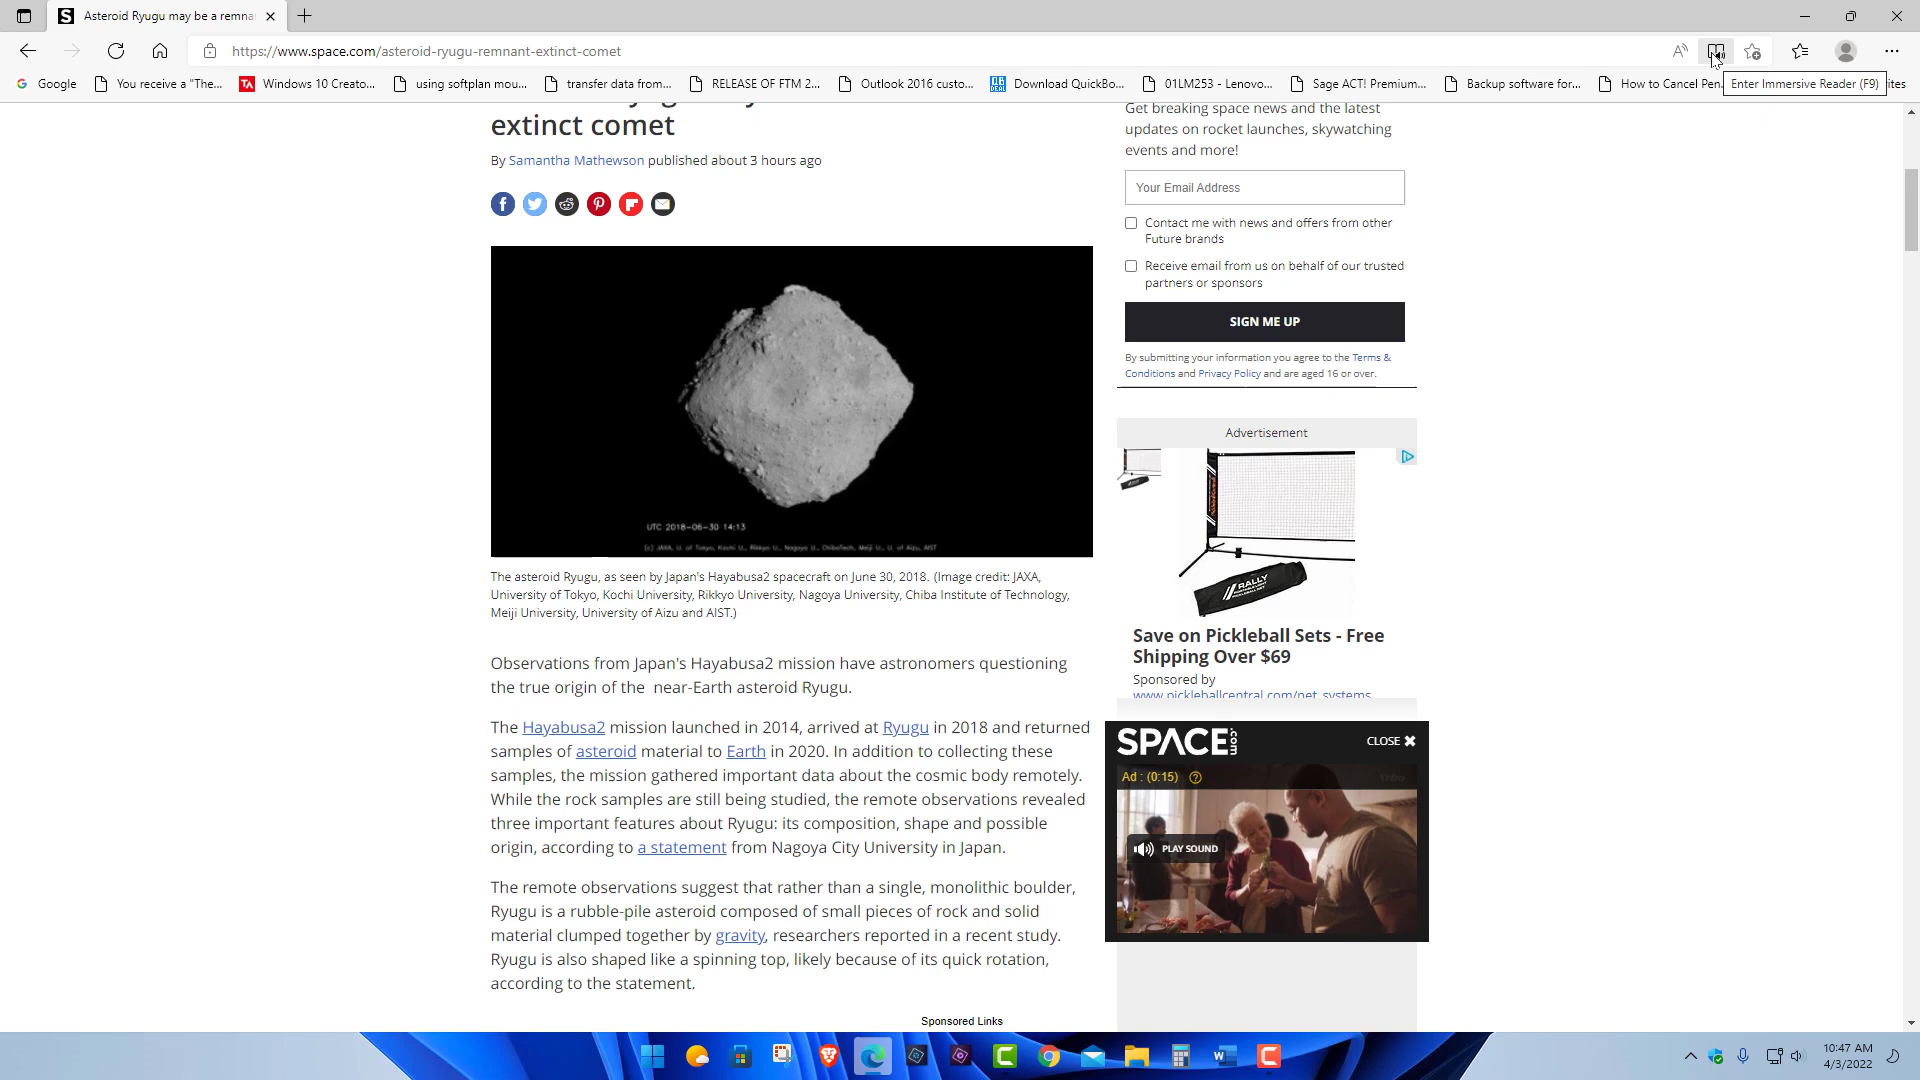 Asteroid Ryugu may be a remna
https://www.space.com/asteroid-ryugu-remnant-extinct-comet
Google
You receive a "The...
Windows 10 Creato...
using softplan mou...
transfer data from...
RELEASE OF FTM 2...
Outlook 2016 custo...
Download QuickBo...
01LM253 - Lenovo...
Sage ACT! Premium...
Backup software for...
How to Cancel Pen
Enter Immersive Reader (F9)
ites
extinct comet
By Samantha Mathewson published about 3 hours ago
UTC 2018-06-30 14:13
(c) JAXA, U. of Tokyo, Kochi U., Rikkyo U., Nagoya U., ChibaTech, Meiji U., U. of Aizu, AIST
The asteroid Ryugu, as seen by Japan's Hayabusa2 spacecraft on June 30, 2018. (Image credit: JAXA,
University of Tokyo, Kochi University, Rikkyo University, Nagoya University, Chiba Institute of Technology,
Meiji University, University of Aizu and AIST.)
Observations from Japan's Hayabusa2 mission have astronomers questioning
the true origin of the near-Earth asteroid Ryugu.
The Hayabusa2 mission launched in 2014, arrived at Ryugu in 2018 and returned
samples of asteroid material to Earth in 2020. In addition to collecting these
samples, the mission gathered important data about the cosmic body remotely.
While the rock samples are still being studied, the remote observations revealed
three important features about Ryugu: its composition, shape and possible
origin, according to a statement from Nagoya City University in Japan.
The remote observations suggest that rather than a single, monolithic boulder,
Ryugu is a rubble-pile asteroid composed of small pieces of rock and solid
material clumped together by gravity, researchers reported in a recent study.
Ryugu is also shaped like a spinning top, likely because of its quick rotation,
according to the statement.
Sponsored Links
Get breaking space news and the latest
updates on rocket launches, skywatching
events and more!
Your Email Address
Contact me with news and offers from other
Future brands
Receive email from us on behalf of our trusted
partners or sponsors
SIGN ME UP
By submitting your information you agree to the Terms &
Conditions and Privacy Policy and are aged 16 or over.
Advertisement
RALLY
Save on Pickleball Sets - Free
Shipping Over $69
Sponsored by
www.pickleballcentral.com/net_systems
SPACE.com
CLOSE
Ad : (0:15)
PLAY SOUND
10:47 AM
4/3/2022